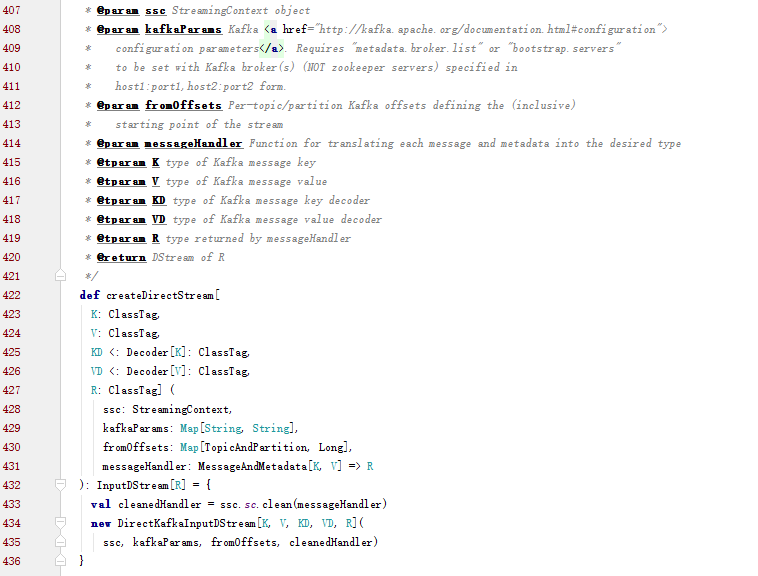 407 * @param ssc StreamingContext object
408 * @param kafkaParams Kafka <a href="http://kafka.apache.org/documentation.html#configuration">
409 *    configuration parameters</a>. Requires "metadata.broker.list" or "bootstrap.servers"
410 *    to be set with Kafka broker(s) (NOT zookeeper servers) specified in
411 *    host1:port1,host2:port2 form.
412 * @param fromOffsets Per-topic/partition Kafka offsets defining the (inclusive)
413 *    starting point of the stream
414 * @param messageHandler Function for translating each message and metadata into the desired type
415 * @tparam K type of Kafka message key
416 * @tparam V type of Kafka message value
417 * @tparam KD type of Kafka message key decoder
418 * @tparam VD type of Kafka message value decoder
419 * @tparam R type returned by messageHandler
420 * @return DStream of R
421 */
422 def createDirectStream[
423   K: ClassTag,
424   V: ClassTag,
425   KD <: Decoder[K]: ClassTag,
426   VD <: Decoder[V]: ClassTag,
427   R: ClassTag] (
428     ssc: StreamingContext,
429     kafkaParams: Map[String, String],
430     fromOffsets: Map[TopicAndPartition, Long],
431     messageHandler: MessageAndMetadata[K, V] => R
432 ): InputDStream[R] = {
433   val cleanedHandler = ssc.sc.clean(messageHandler)
434   new DirectKafkaInputDStream[K, V, KD, VD, R](
435     ssc, kafkaParams, fromOffsets, cleanedHandler)
436 }